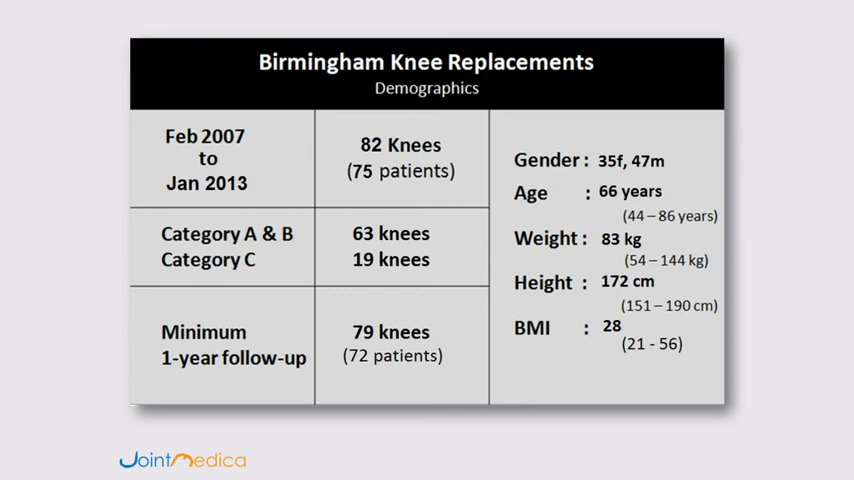 Birmingham Knee Replacements
Demographics
Feb 2007
to
Jan 2013
82 Knees
(75 patients)
Category A & B
Category C
63 knees
19 knees
Minimum
1-year follow-up
79 knees
(72 patients)
Gender : 35f, 47m
Age : 66 years
(44 – 86 years)
Weight : 83 kg
(54 – 144 kg)
Height : 172 cm
(151 – 190 cm)
BMI : 28
(21 - 56)
JointMedica